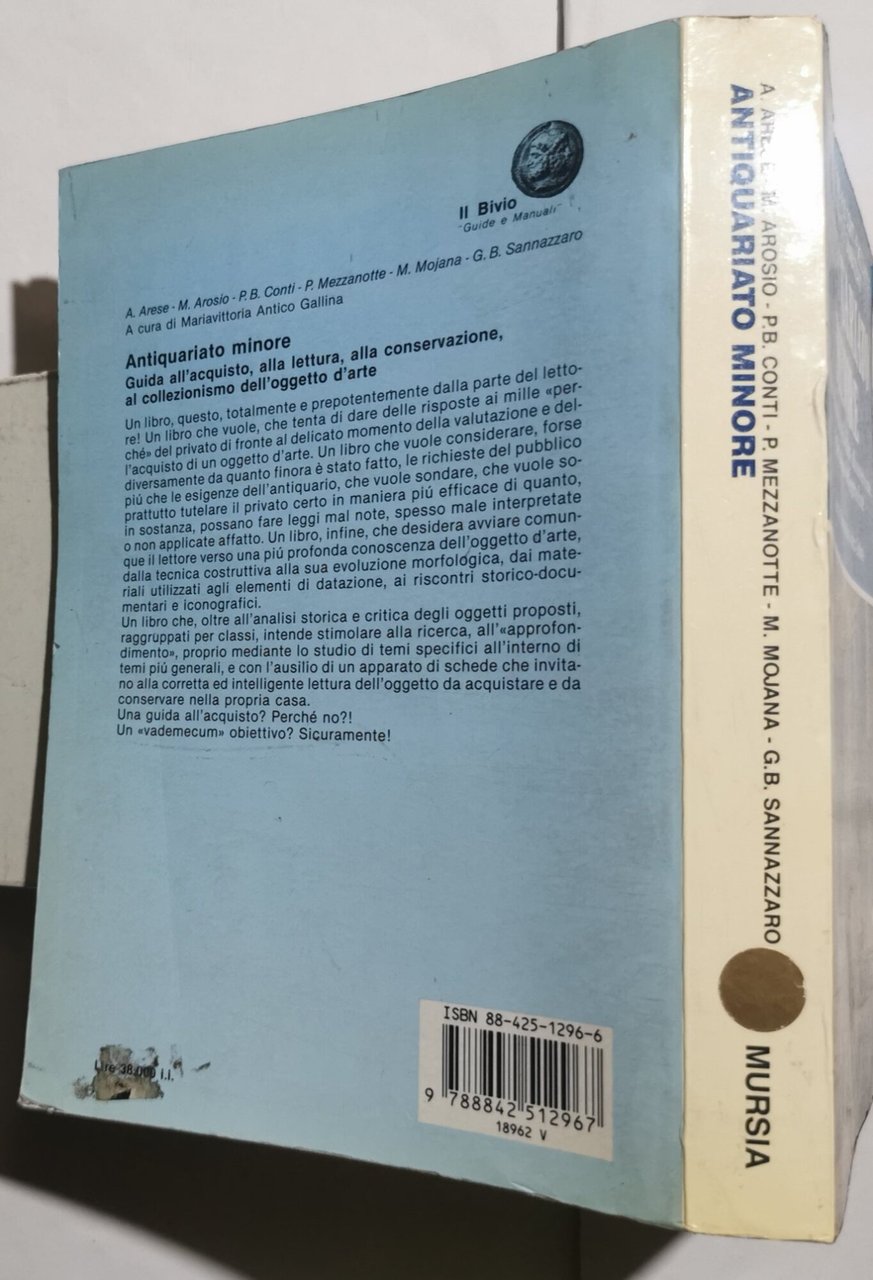 Il Bivio
"Guide e Manuali"
A. Arese - M. Arosio - P.B. Conti - P. Mezzanotte - M. Mojana - G.B. Sannazzaro
A cura di Mariavittoria Antico Gallina
Antiquariato minore
Guida all'acquisto, alla lettura, alla conservazione,
al collezionismo dell'oggetto d'arte
Un libro, questo, totalmente e prepotentemente dalla parte del letto-
re! Un libro che vuole, che tenta di dare delle risposte ai mille «per-
ché» del privato di fronte al delicato momento della valutazione e del-
l'acquisto di un oggetto d'arte. Un libro che vuole considerare, forse
diversamente da quanto finora è stato fatto, le richieste del pubblico
piú che le esigenze dell'antiquario, che vuole sondare, che vuole so-
prattutto tutelare il privato certo in maniera piú efficace di quanto,
in sostanza, possano fare leggi mal note, spesso male interpretate
o non applicate affatto. Un libro, infine, che desidera avviare comun-
que il lettore verso una piú profonda conoscenza dell'oggetto d'arte,
dalla tecnica costruttiva alla sua evoluzione morfologica, dai mate-
riali utilizzati agli elementi di datazione, ai riscontri storico-docu-
mentari e iconografici.
Un libro che, oltre all'analisi storica e critica degli oggetti proposti,
raggruppati per classi, intende stimolare alla ricerca, all'«approfon-
dimento», proprio mediante lo studio di temi specifici all'interno di
temi piú generali, e con l'ausilio di un apparato di schede che invita-
no alla corretta ed intelligente lettura dell'oggetto da acquistare e da
conservare nella propria casa.
Una guida all'acquisto? Perché no?!
Un «vademecum» obiettivo? Sicuramente!
Lire 38.000 i.i.
ISBN 88-425-1296-6
9 788842 512967
18962 V
A. ARESE - M. AROSIO - P.B. CONTI - P. MEZZANOTTE - M. MOJANA - G.B. SANNAZZARO
ANTIQUARIATO MINORE
MURSIA